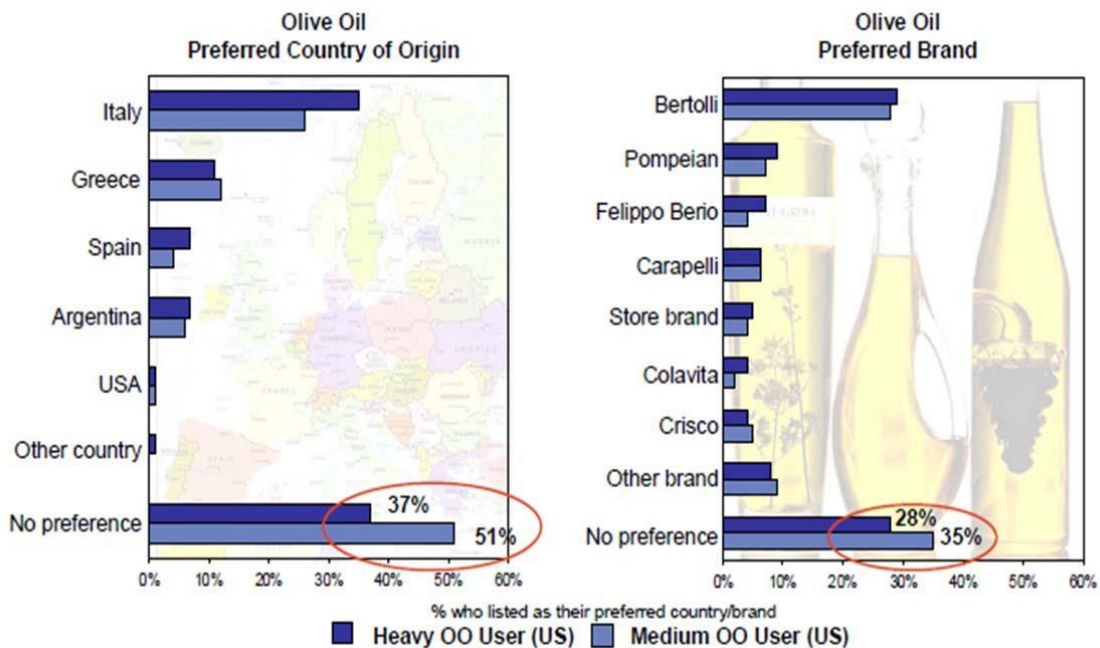 Olive Oil
Preferred Country of Origin
Italy
Greece
Spain
Argentina
USA
Other country
No preference
37%
51%
0% 10% 20% 30% 40% 50% 60%
Olive Oil
Preferred Brand
Bertolli
Pompeian
Felippo Berio
Carapelli
Store brand
Colavita
Crisco
Other brand
No preference
28%
35%
0% 10% 20% 30% 40% 50% 60%
% who listed as their preferred country/brand
Heavy OO User (US) Medium OO User (US)